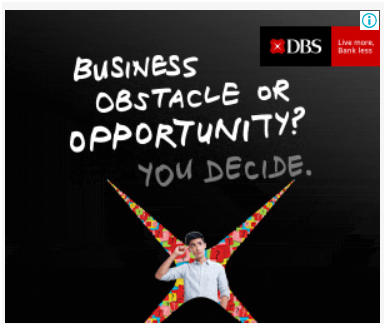 DBS
Live more,
Bank less
BUSINESS
OBSTACLE OR
OPPORTUNITY?
YOU DECIDE.